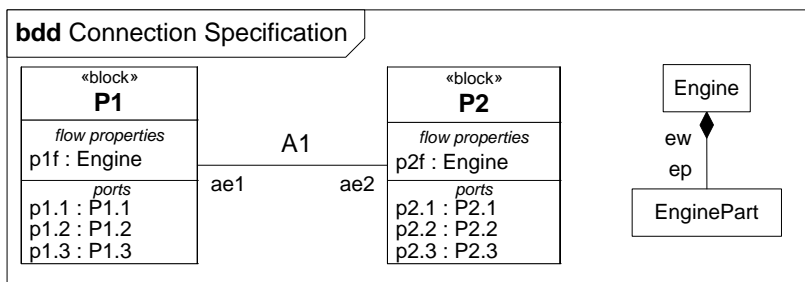 bdd Connection Specification
«block»
P1
flow properties
p1f : Engine
ports
p1.1 : P1.1
p1.2 : P1.2
p1.3 : P1.3
A1
ae1
ae2
«block»
P2
flow properties
p2f : Engine
ports
p2.1 : P2.1
p2.2 : P2.2
p2.3 : P2.3
Engine
ew
ep
EnginePart